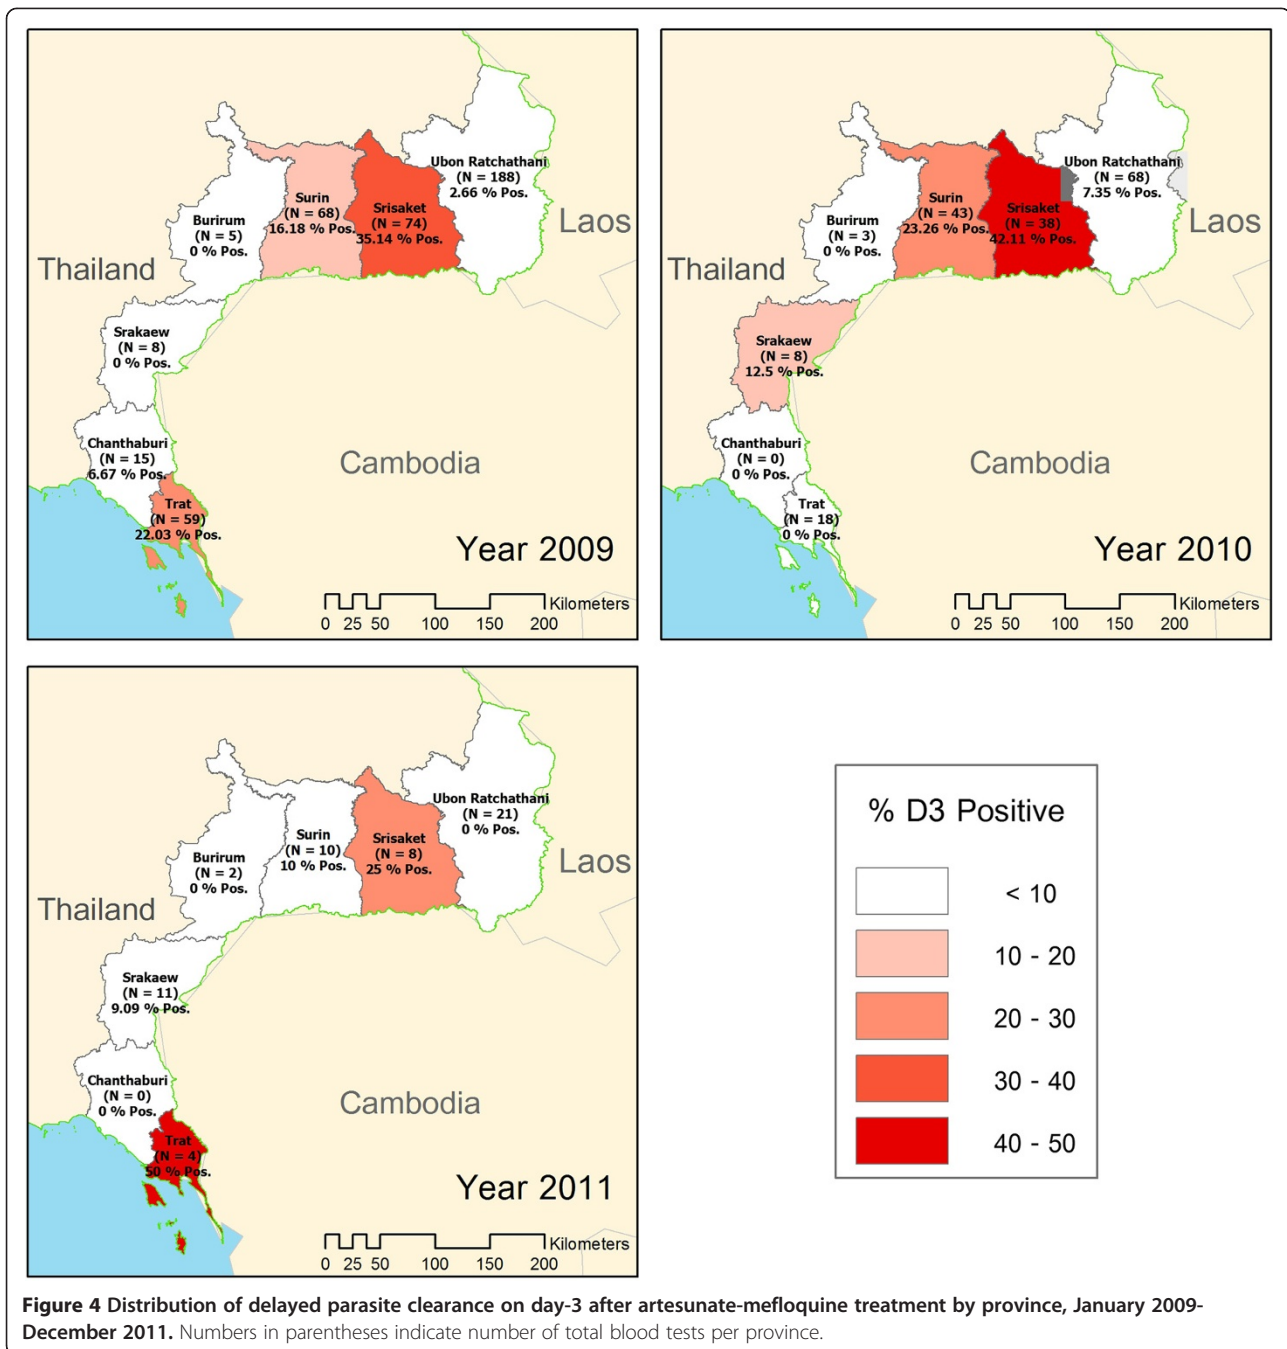 Ubon Ratchathani
(N = 188)
2.66 % Pos.
Surin
(N = 68)
16.18 % Pos.
Srisaket
(N = 74)
35.14 % Pos.
Burirum
(N = 5)
0 % Pos.
Laos
Thailand
Srakaew
(N = 8)
0 % Pos.
Chanthaburi
(N = 15)
6.67 % Pos.
Cambodia
Trat
(N = 59)
22.03 % Pos.
Year 2009
Kilometers
0 25 50 100 150 200
Ubon Ratchathani
(N = 68)
7.35 % Pos.
Surin
(N = 43)
23.26 % Pos.
Srisaket
(N = 38)
42.11 % Pos.
Burirum
(N = 3)
0 % Pos.
Laos
Thailand
Srakaew
(N = 8)
12.5 % Pos.
Chanthaburi
(N = 0)
0 % Pos.
Cambodia
Trat
(N = 18)
0 % Pos.
Year 2010
Kilometers
0 25 50 100 150 200
Ubon Ratchathani
(N = 21)
0 % Pos.
Surin
(N = 10)
10 % Pos.
Srisaket
(N = 8)
25 % Pos.
Burirum
(N = 2)
0 % Pos.
Laos
Thailand
Srakaew
(N = 11)
9.09 % Pos.
Chanthaburi
(N = 0)
0 % Pos.
Cambodia
Trat
(N = 4)
50 % Pos.
Year 2011
Kilometers
0 25 50 100 150 200
% D3 Positive
< 10
10 - 20
20 - 30
30 - 40
40 - 50
Figure 4 Distribution of delayed parasite clearance on day-3 after artesunate-mefloquine treatment by province, January 2009-
December 2011. Numbers in parentheses indicate number of total blood tests per province.